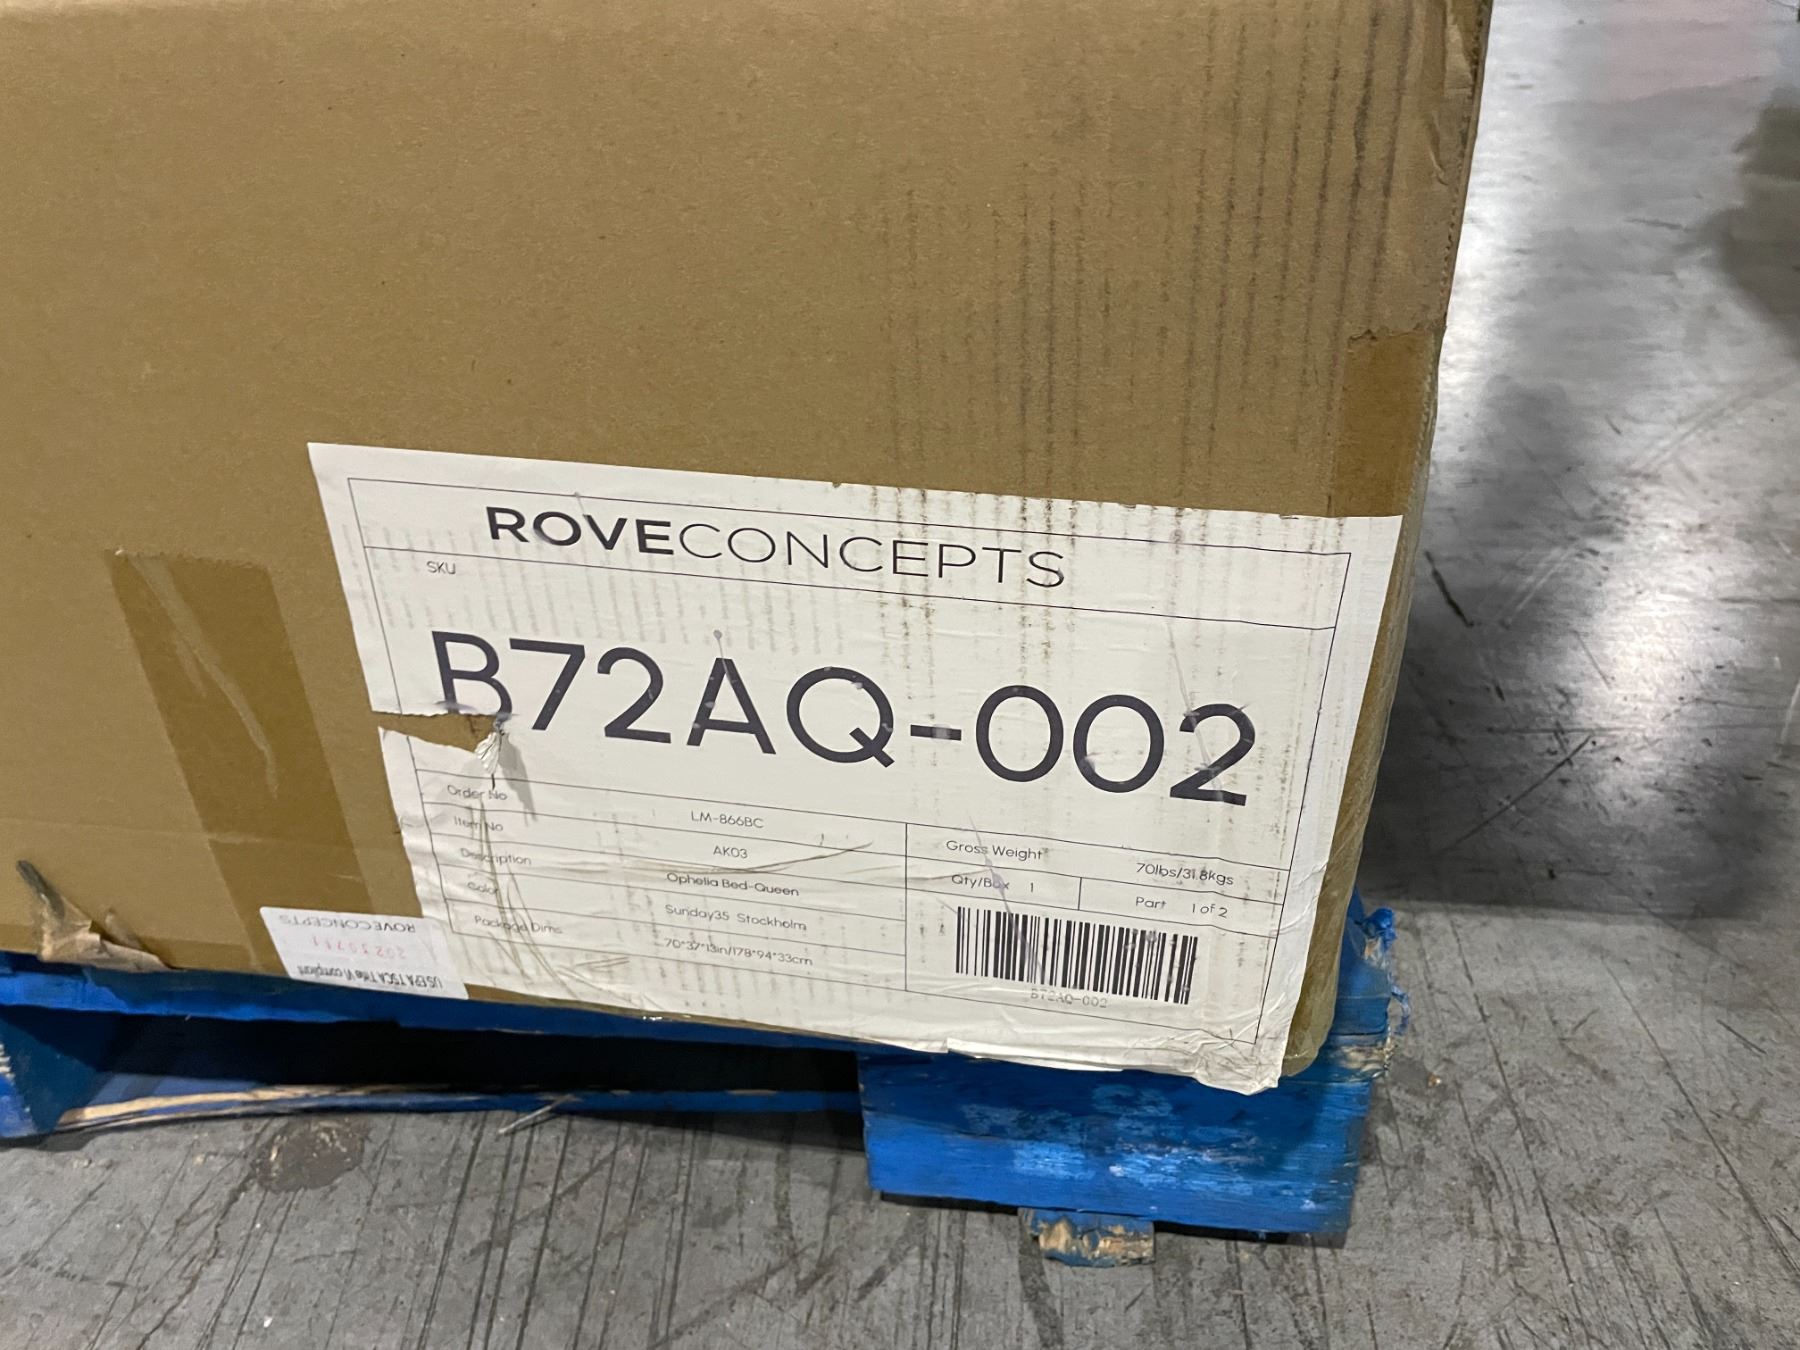 ROVECONCEPTS
SKU
B72AQ-002
Order No LM-866BC
Item No AK03
Description Ophelia Bed-Queen
Color Sunday35 Stockholm
Package Dims 70*37*13in/178*94*33cm
Gross Weight 70lbs/31.8kgs
Qty/Box 1 Part 1 of 2
B72AQ-002
US EPA TSCA Title VI compliant
ROVECONCEPTS